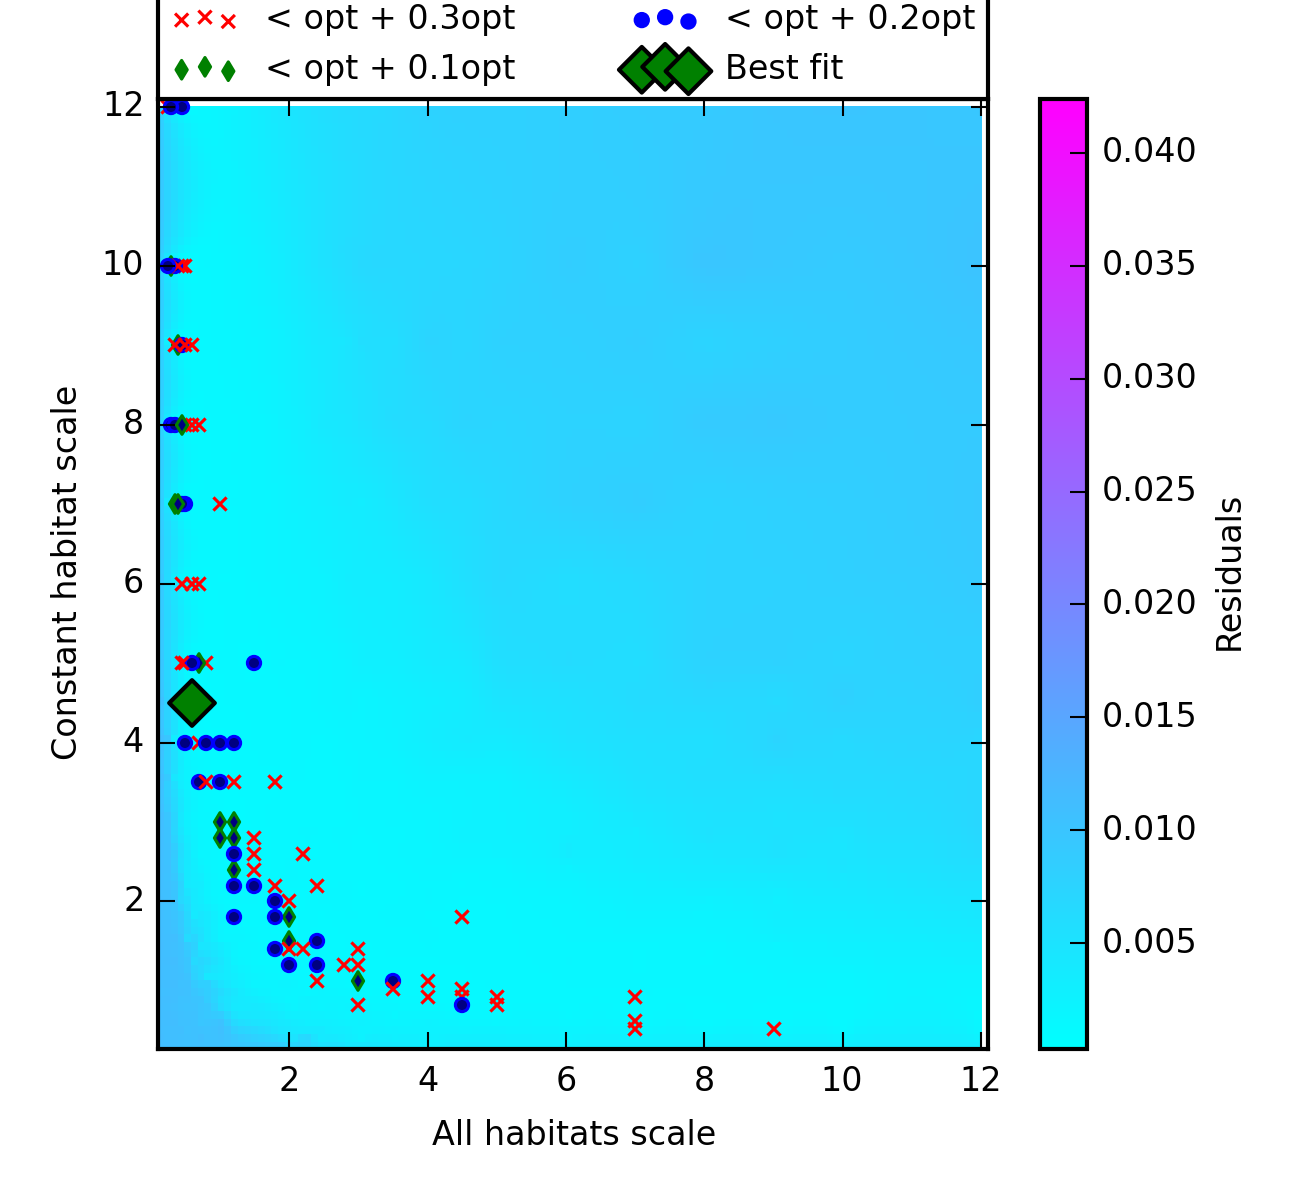 < opt + 0.3opt
< opt + 0.2opt
< opt + 0.1opt
Best fit
12
10
8
6
4
2
Constant habitat scale
2
4
6
8
10
12
All habitats scale
0.040
0.035
0.030
0.025
0.020
0.015
0.010
0.005
Residuals